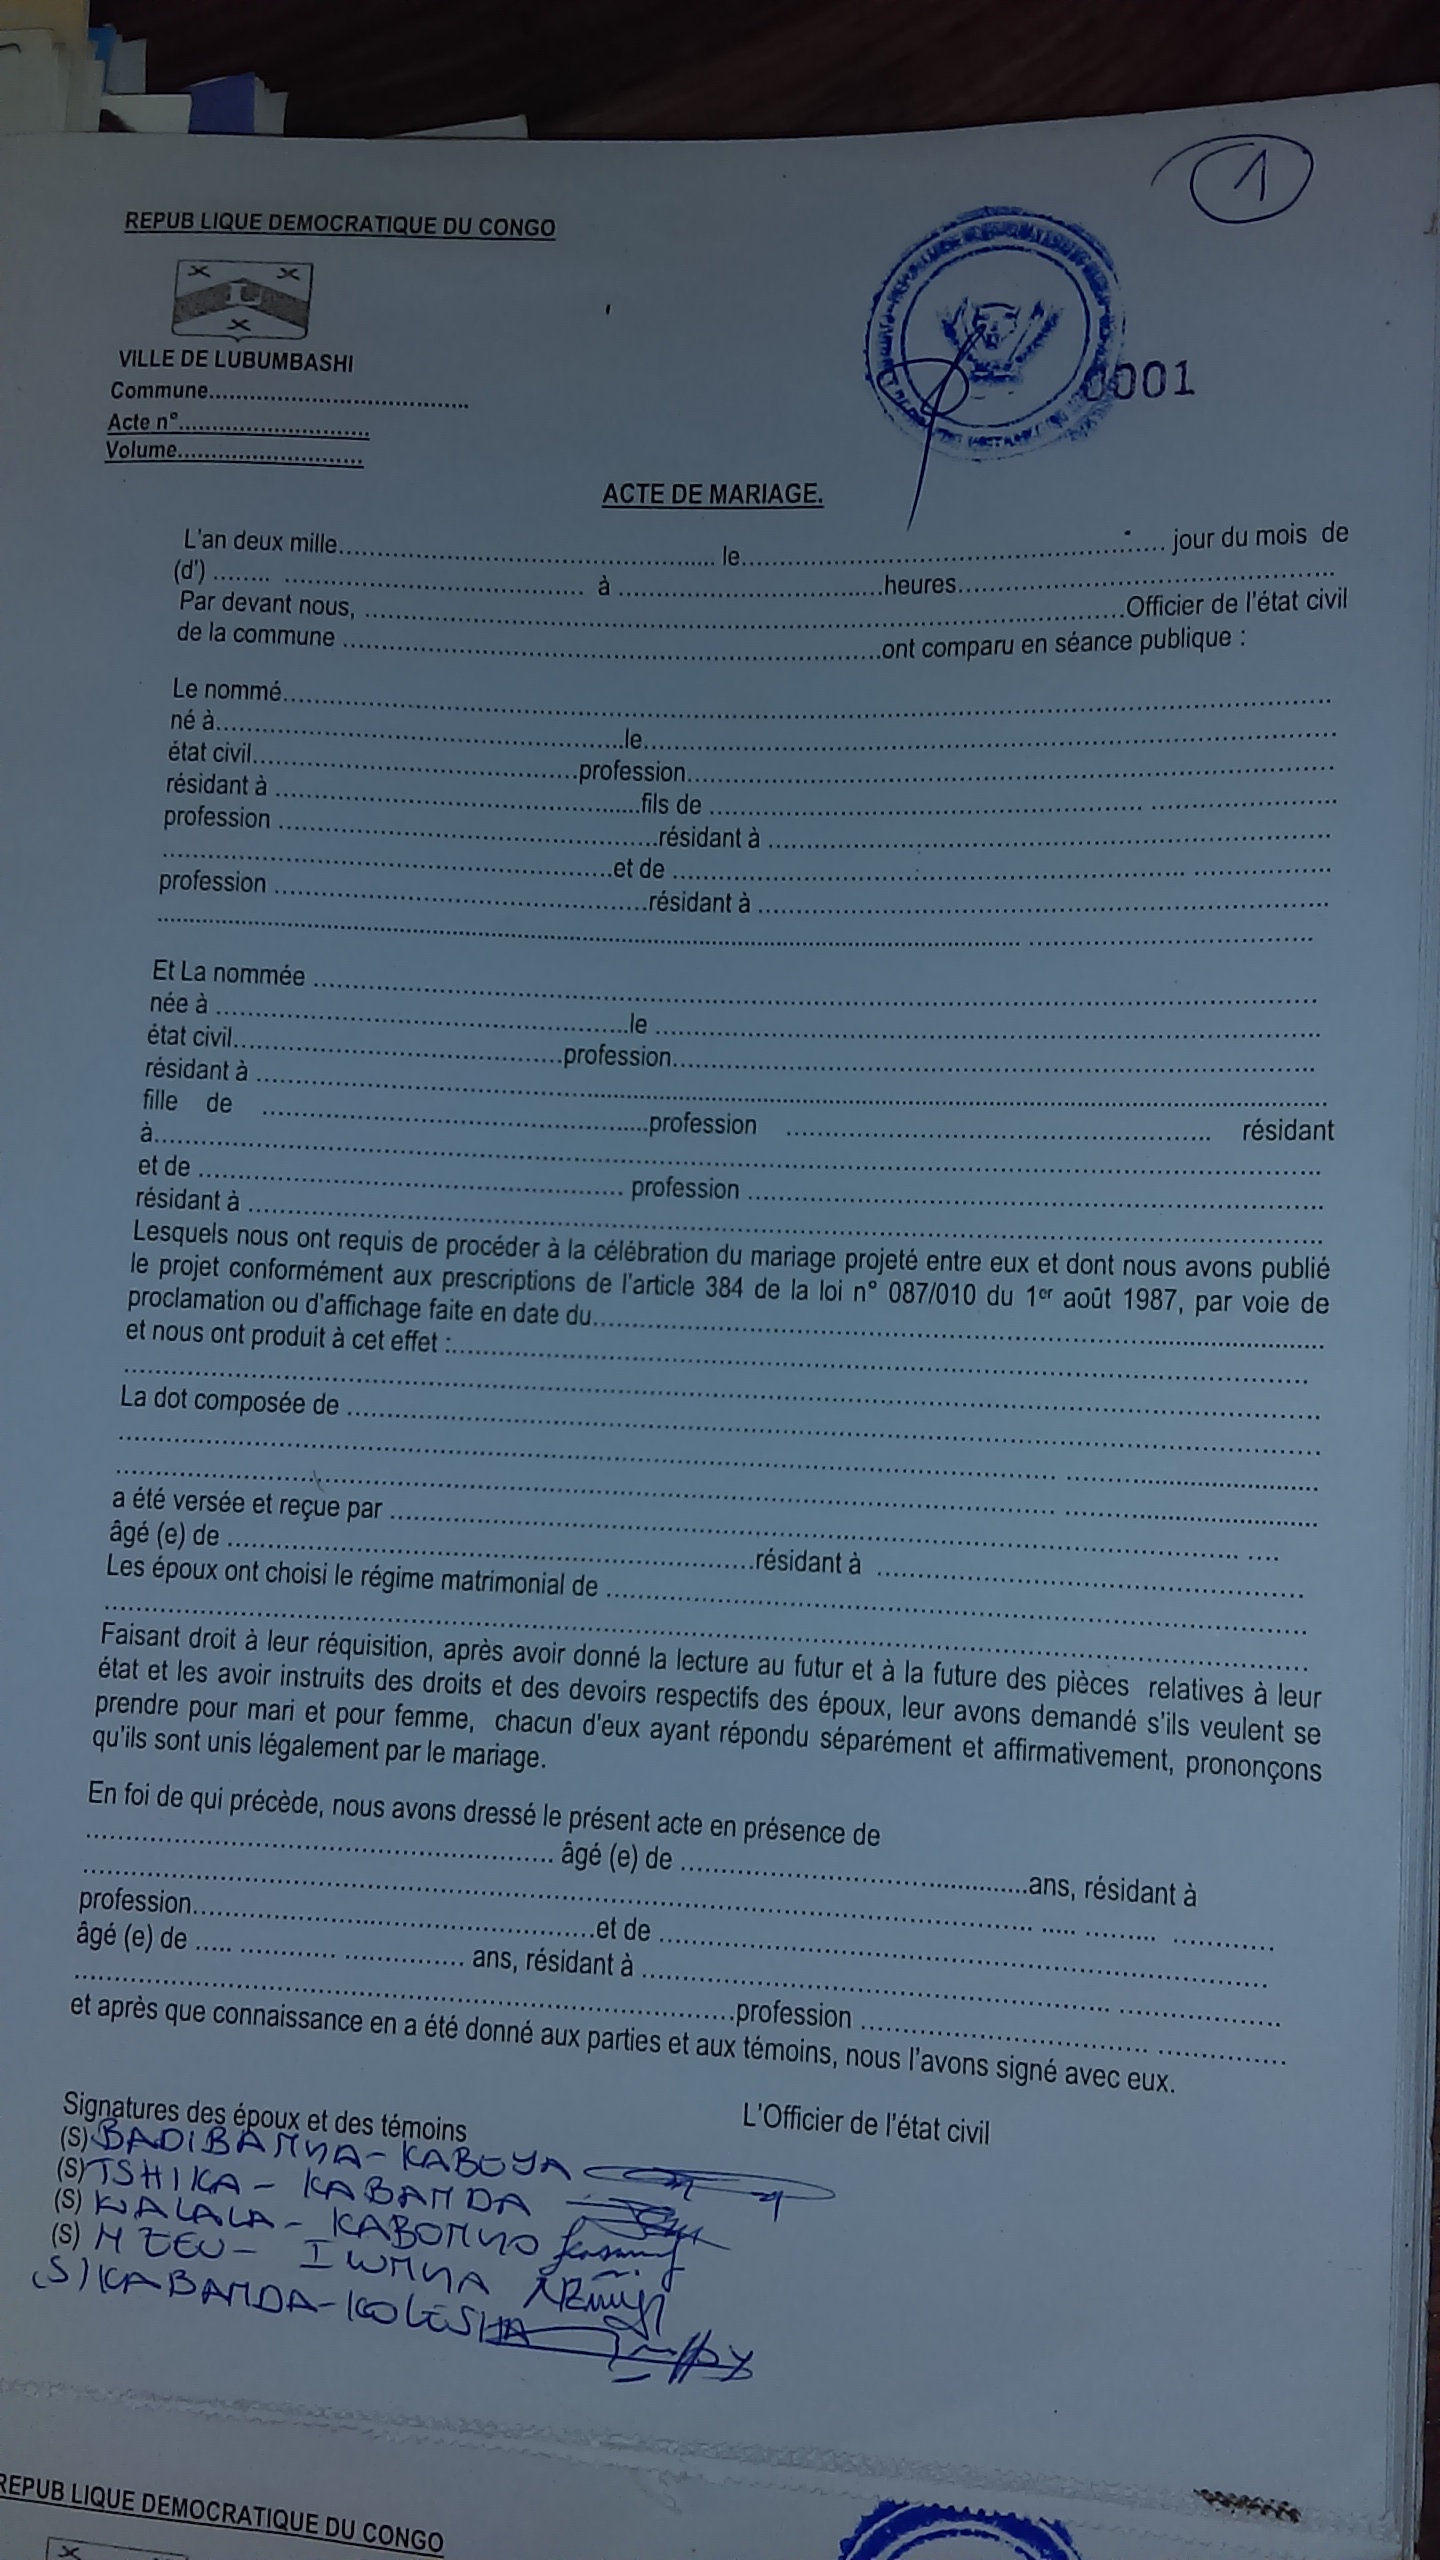 1
REPUB LIQUE DEMOCRATIQUE DU CONGO
L
VILLE DE LUBUMBASHI
0001
Commune.......................................
Acte n°............................
Volume............................
ACTE DE MARIAGE.
L'an deux mille........................................................ le................................................................ jour du mois de
(d') ........ ............................................. à ........................................heures........................................................
Par devant nous, ....................................................................................................................Officier de l'état civil
de la commune ................................................................................ont comparu en séance publique :
Le nommé................................................................................................................................
né à.............................................................le................................................................
état civil.................................................profession................................................................
résidant à ......................................................fils de ................................................................
profession .........................................................résidant à ........................................................
...................................................................et de ................................................................
profession ........................................................résidant à ........................................................
................................................................................................................................
Et La nommée ................................................................................................................
née à .............................................................le ................................................................
état civil.................................................profession................................................................
résidant à ................................................................................................................
fille de .........................................................profession ................................................................ résidant
à................................................................................................................................
et de ................................................................ profession ........................................................
résidant à ................................................................................................................
Lesquels nous ont requis de procéder à la célébration du mariage projeté entre eux et dont nous avons publié
le projet conformément aux prescriptions de l'article 384 de la loi n° 087/010 du 1er août 1987, par voie de
proclamation ou d'affichage faite en date du................................................................................
et nous ont produit à cet effet :................................................................................................
................................................................................................................................
La dot composée de ................................................................................................................
................................................................................................................................
................................................................................................................................
a été versée et reçue par ................................................................................................
âgé (e) de ................................................................résidant à ................................................
Les époux ont choisi le régime matrimonial de ................................................................
................................................................................................................................
Faisant droit à leur réquisition, après avoir donné la lecture au futur et à la future des pièces relatives à leur
état et les avoir instruits des droits et des devoirs respectifs des époux, leur avons demandé s'ils veulent se
prendre pour mari et pour femme, chacun d'eux ayant répondu séparément et affirmativement, prononçons
qu'ils sont unis légalement par le mariage.
En foi de qui précède, nous avons dressé le présent acte en présence de
................................................................ âgé (e) de ................................................ans, résidant à
................................................................................................................................
profession........................................................et de ................................................................
âgé (e) de ..... ............. ................ ans, résidant à ................................................................
................................................................................profession ................................................
et après que connaissance en a été donné aux parties et aux témoins, nous l'avons signé avec eux.
Signatures des époux et des témoins
L'Officier de l'état civil
(S) BADIBANGA-KABUYA
(S) TSHIKA - KABAMDA
(S) WALALA - KABONGO
(S) MZEU - IWMGA
(S) KABAMDA-KOLESHA
REPUB LIQUE DEMOCRATIQUE DU CONGO